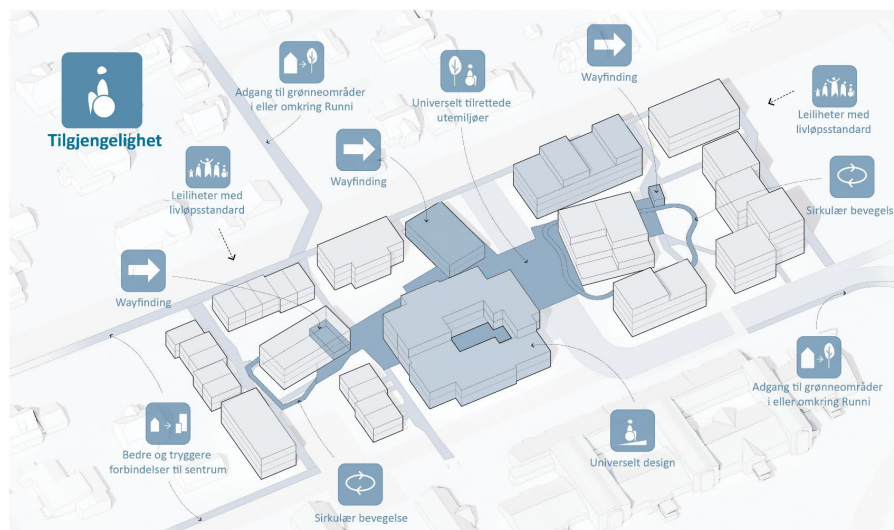 Tilgjengelighet
Adgang til grønneområder
i eller omkring Runni
Universelt tilrettede
utemiljøer
Wayfinding
Leiliheter med
livløpsstandard
Wayfinding
Leiliheter med
livløpsstandard
Sirkulær bevegels
Wayfinding
Adgang til grønneområder
i eller omkring Runni
Bedre og tryggere
forbindelser til sentrum
Universelt design
Sirkulær bevegelse